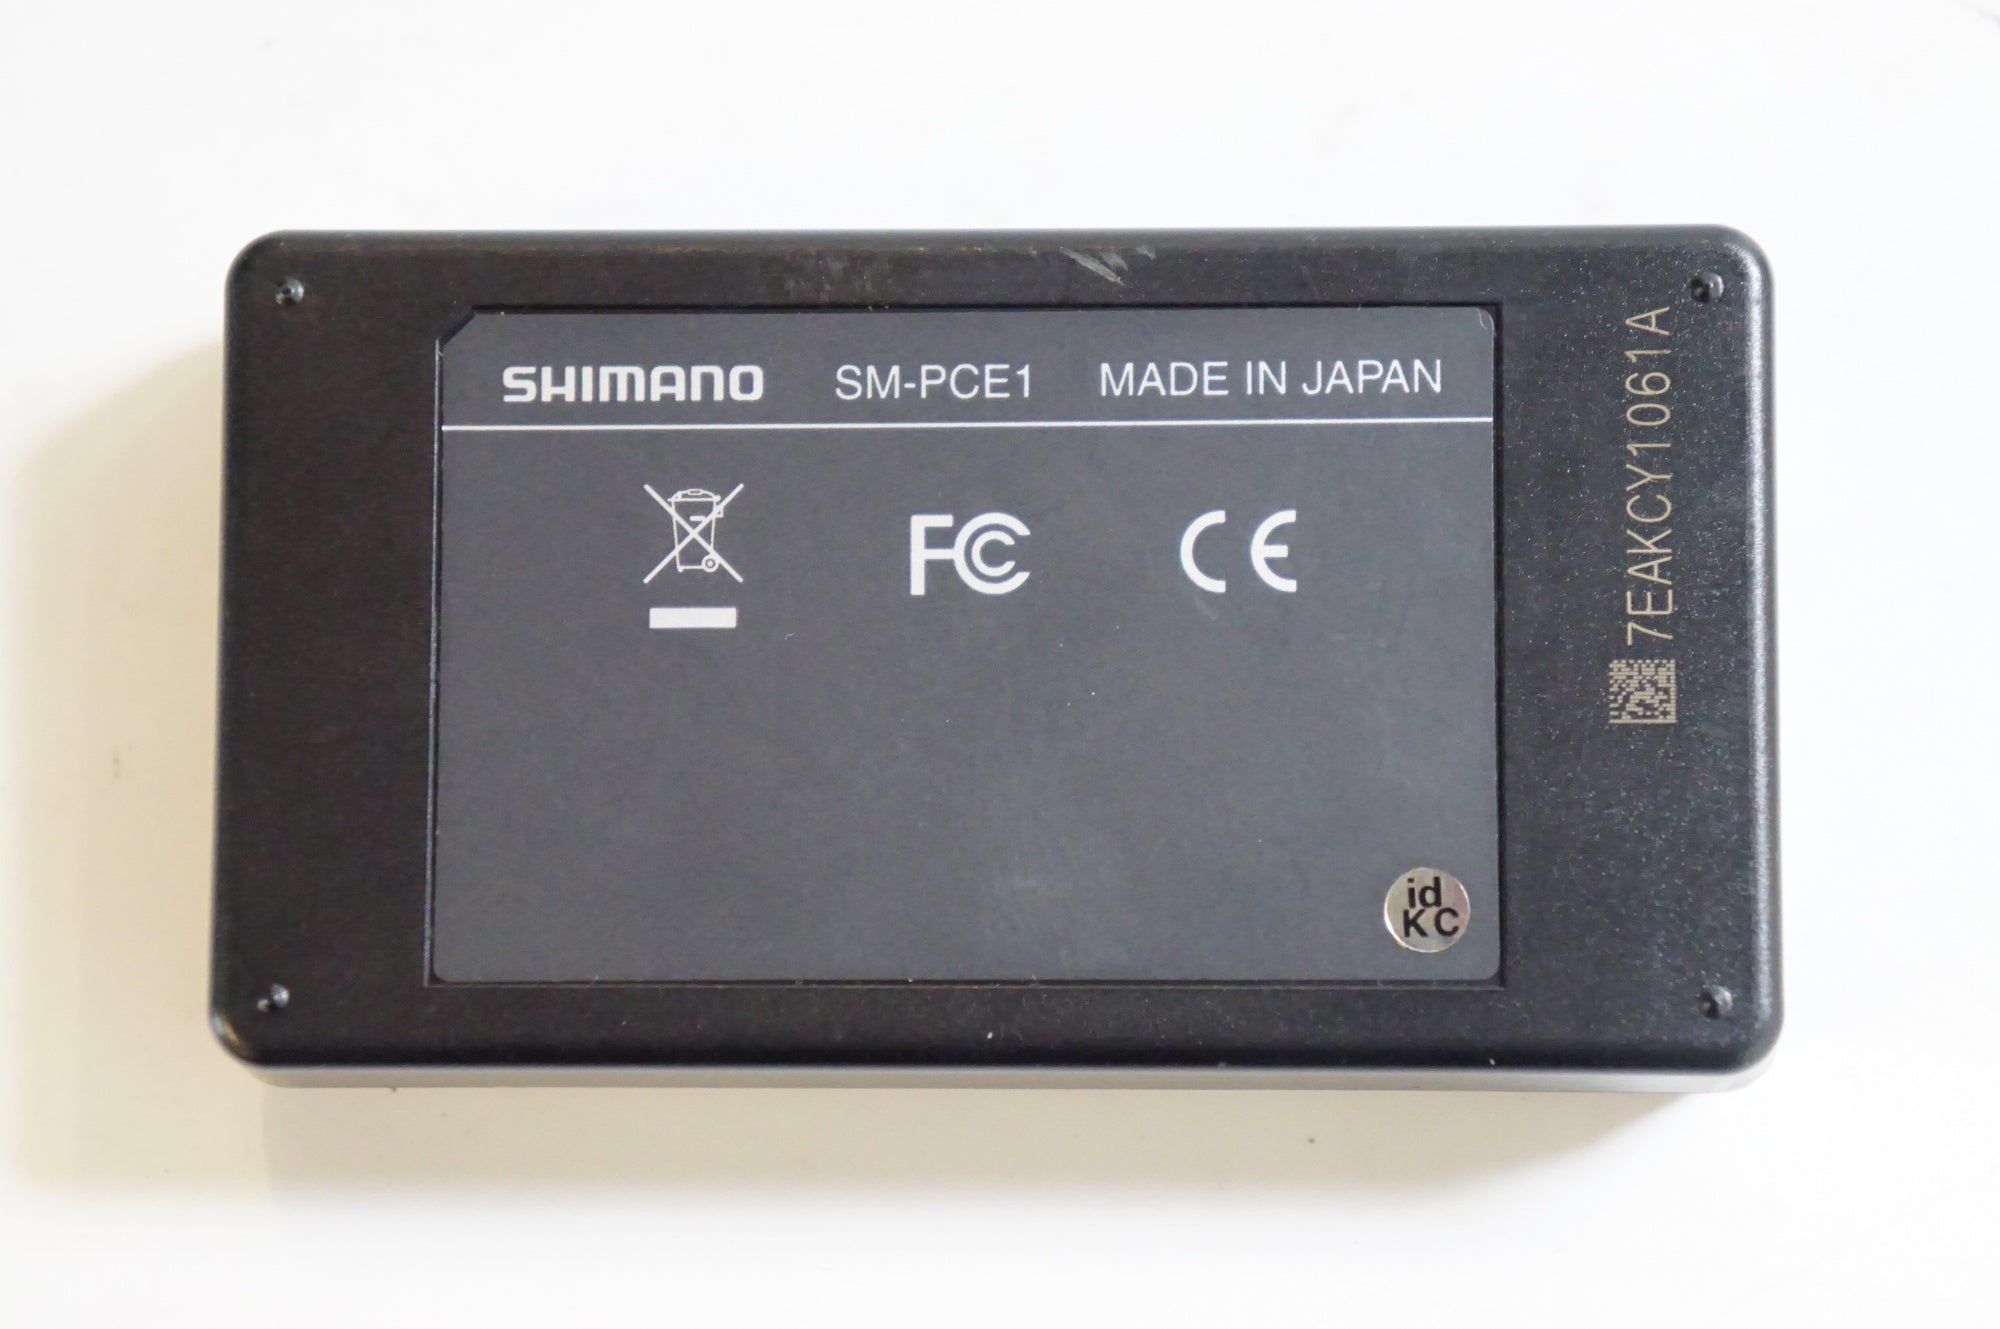 SHIMANO SM-PCE1 MADE IN JAPAN
FC CE
7EAKCY1061A
id
KC